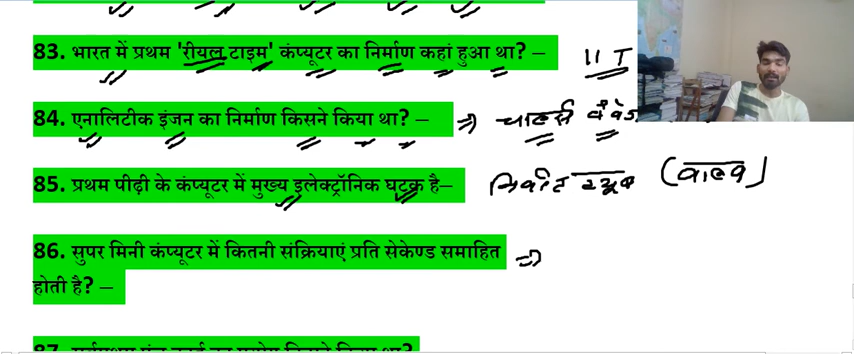 83. भारत में प्रथम 'रीयल टाइम' कंप्यूटर का निर्माण कहां हुआ था? – IIT
84. एनालिटीक इंजन का निर्माण किसने किया था? – ⇒ चार्ल्स
85. प्रथम पीढ़ी के कंप्यूटर में मुख्य इलेक्ट्रॉनिक घटक है– (वाल्व)
86. सुपर मिनी कंप्यूटर में कितनी संक्रियाएं प्रति सेकेण्ड समाहित ⇒
होती है? –
87.